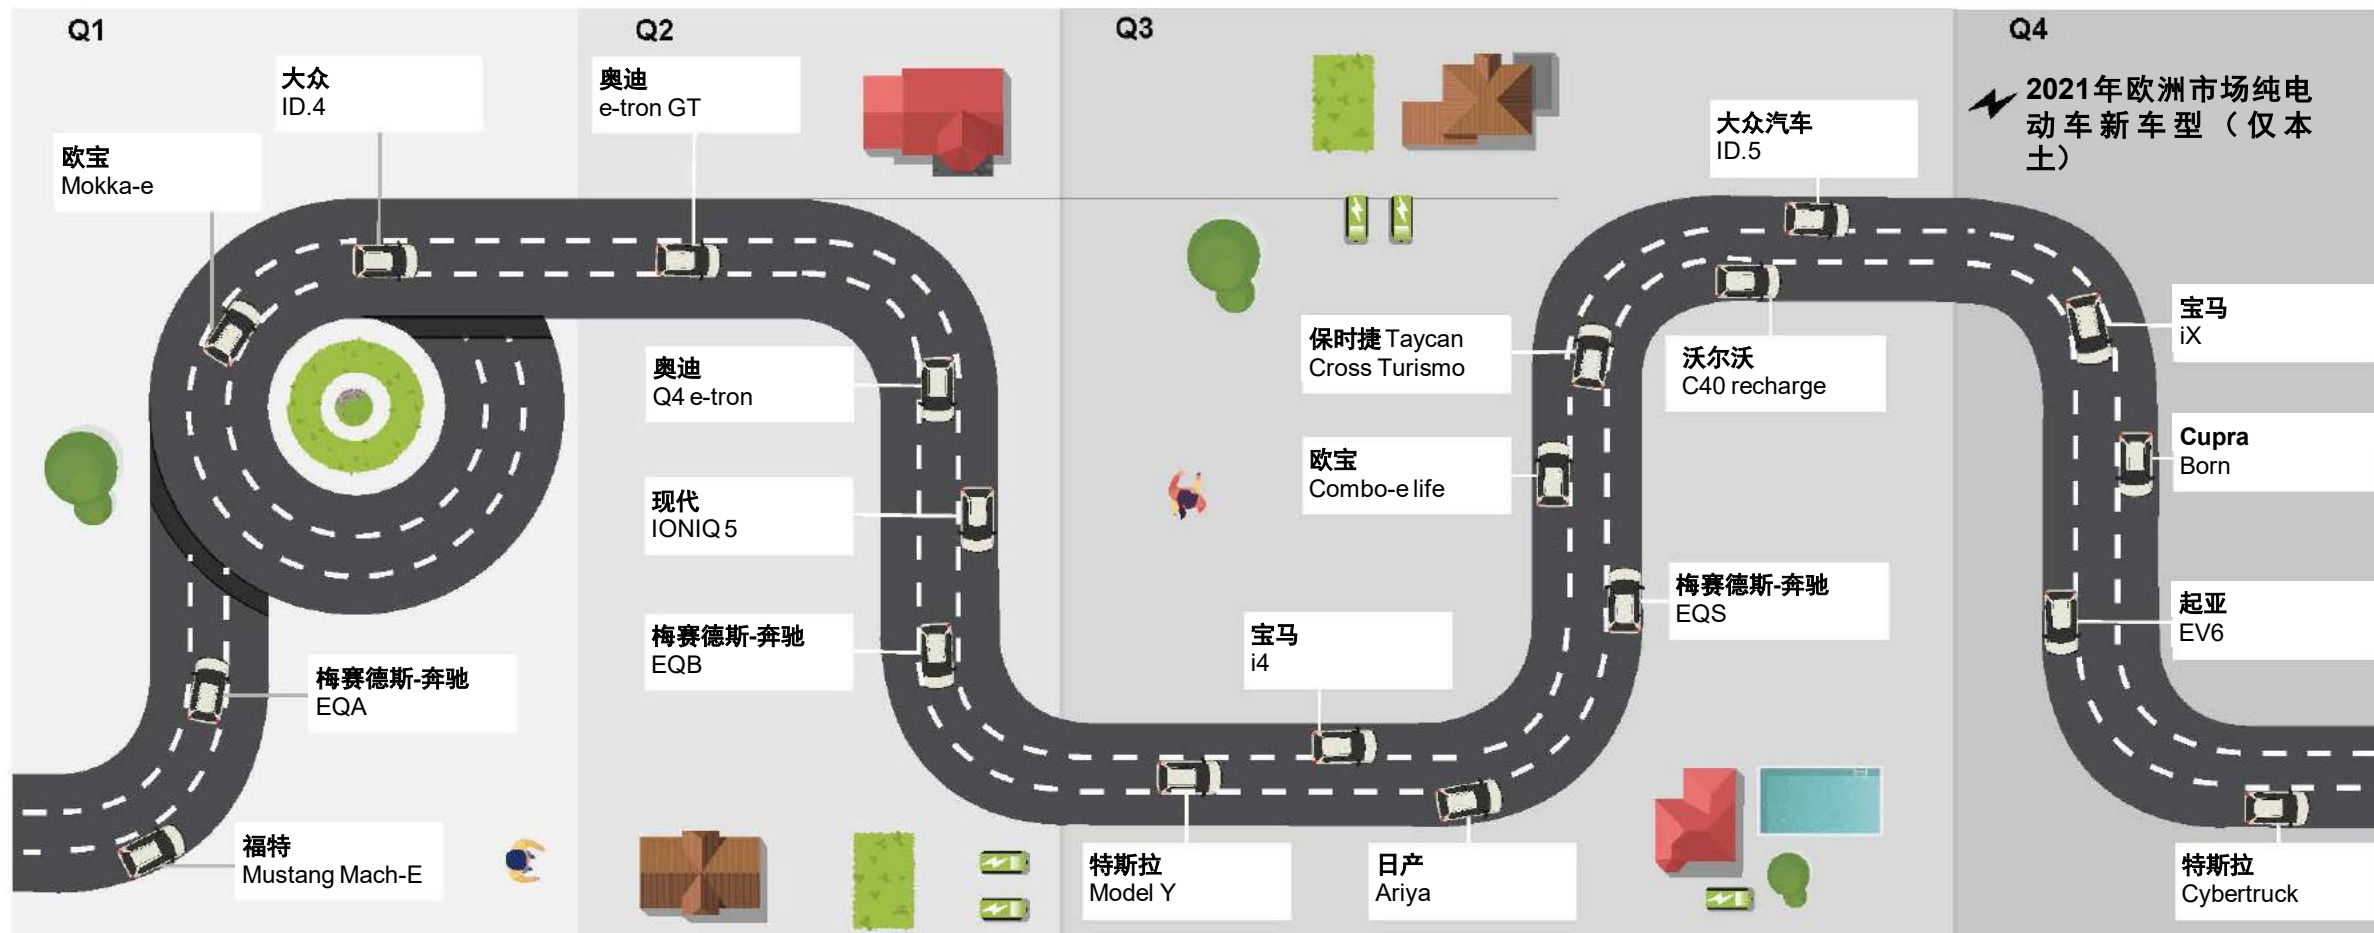 Q1
Q2
Q3
Q4
2021年欧洲市场纯电
动车新车型（仅本
土）
福特
Mustang Mach-E
梅赛德斯-奔驰
EQA
欧宝
Mokka-e
大众
ID.4
奥迪
e-tron GT
奥迪
Q4 e-tron
现代
IONIQ 5
梅赛德斯-奔驰
EQB
特斯拉
Model Y
宝马
i4
日产
Ariya
梅赛德斯-奔驰
EQS
欧宝
Combo-e life
保时捷 Taycan
Cross Turismo
沃尔沃
C40 recharge
大众汽车
ID.5
宝马
iX
Cupra
Born
起亚
EV6
特斯拉
Cybertruck